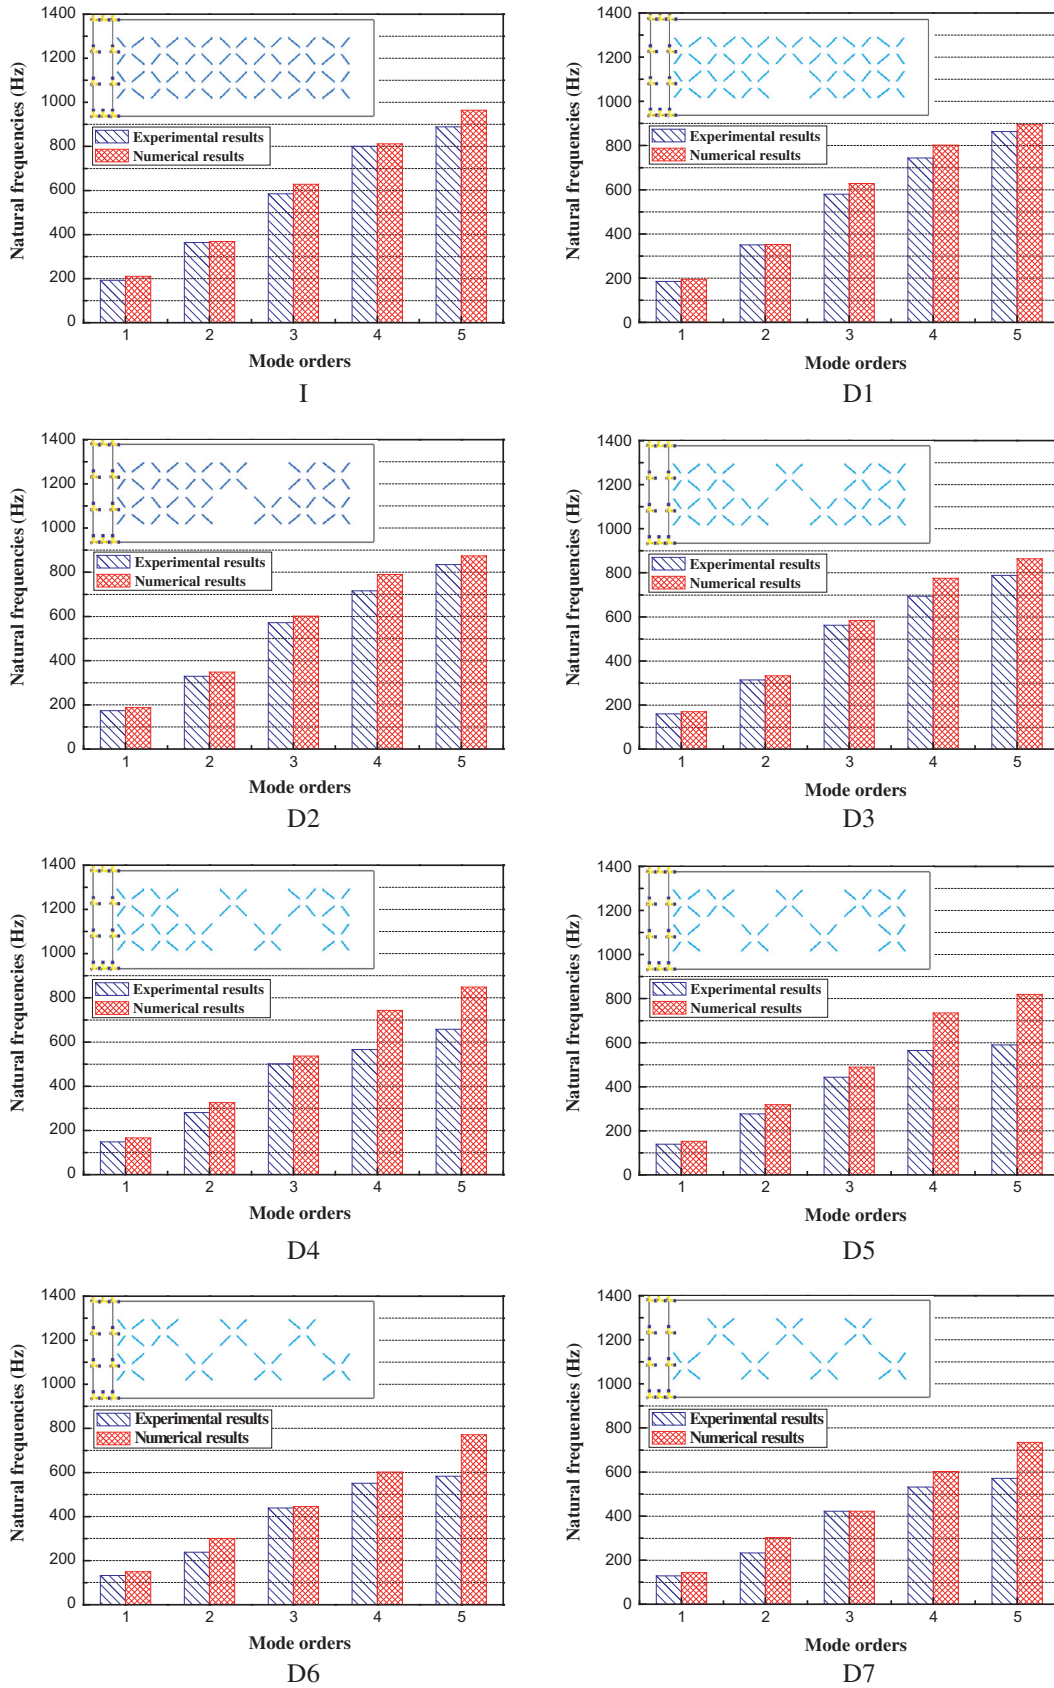 1400
1200
1000
800
600
400
200
0
Natural frequencies (Hz)
Experimental results
Numerical results
1 2 3 4 5
Mode orders
I
1400
1200
1000
800
600
400
200
0
Natural frequencies (Hz)
Experimental results
Numerical results
1 2 3 4 5
Mode orders
D1
1400
1200
1000
800
600
400
200
0
Natural frequencies (Hz)
Experimental results
Numerical results
1 2 3 4 5
Mode orders
D2
1400
1200
1000
800
600
400
200
0
Natural frequencies (Hz)
Experimental results
Numerical results
1 2 3 4 5
Mode orders
D3
1400
1200
1000
800
600
400
200
0
Natural frequencies (Hz)
Experimental results
Numerical results
1 2 3 4 5
Mode orders
D4
1400
1200
1000
800
600
400
200
0
Natural frequencies (Hz)
Experimental results
Numerical results
1 2 3 4 5
Mode orders
D5
1400
1200
1000
800
600
400
200
0
Natural frequencies (Hz)
Experimental results
Numerical results
1 2 3 4 5
Mode orders
D6
1400
1200
1000
800
600
400
200
0
Natural frequencies (Hz)
Experimental results
Numerical results
1 2 3 4 5
Mode orders
D7